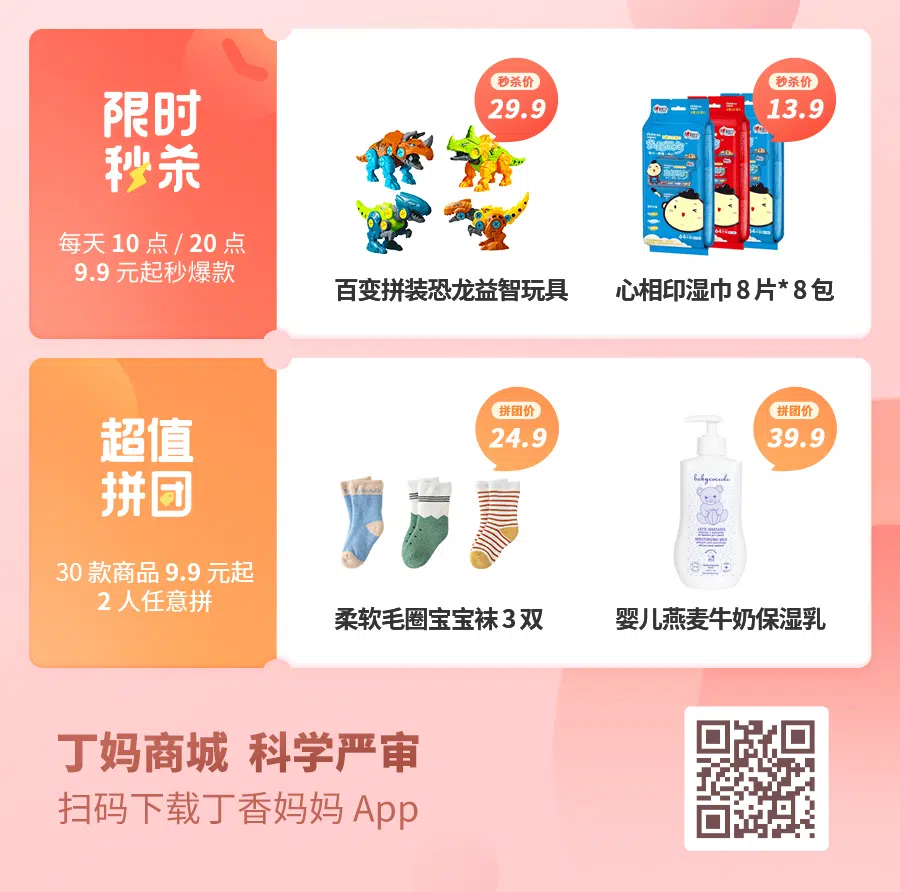 限时
秒杀
每天 10 点 / 20 点
9.9 元起秒爆款
秒杀价
29.9
百变拼装恐龙益智玩具
秒杀价
13.9
心相印湿巾 8 片* 8 包
超值
拼团
30 款商品 9.9 元起
2 人任意拼
拼团价
24.9
柔软毛圈宝宝袜 3 双
拼团价
39.9
babycoccole
婴儿燕麦牛奶保湿乳
丁妈商城 科学严审
扫码下载丁香妈妈 App